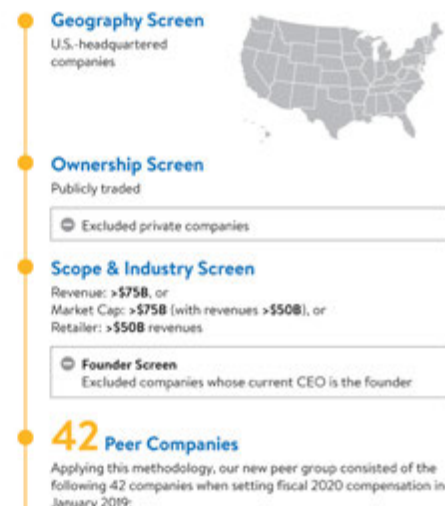 Geography Screen
U.S.-headquartered
companies
Ownership Screen
Publicly traded
Excluded private companies
Scope & Industry Screen
Revenue: >$75B, or
Market Cap: >$75B (with revenues >$50B), or
Retailer: >$50B revenues
Founder Screen
Excluded companies whose current CEO is the founder
42 Peer Companies
Applying this methodology, our new peer group consisted of the
following 42 companies when setting fiscal 2020 compensation in
January 2019: